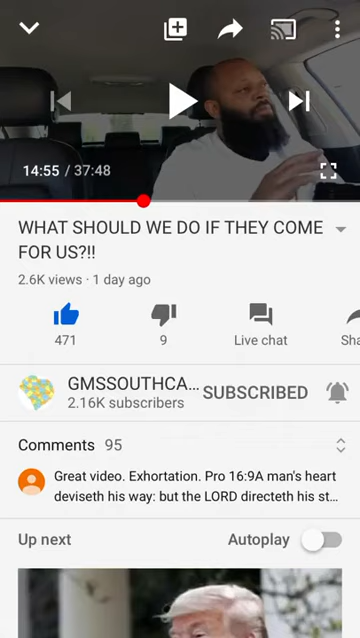 14:55 / 37:48
WHAT SHOULD WE DO IF THEY COME
FOR US?!!
2.6K views · 1 day ago
471
9
Live chat
Sha
GMSSOUTHCA...
SUBSCRIBED
2.16K subscribers
Comments 95
Great video. Exhortation. Pro 16:9A man's heart
deviseth his way: but the LORD directeth his st...
Up next
Autoplay